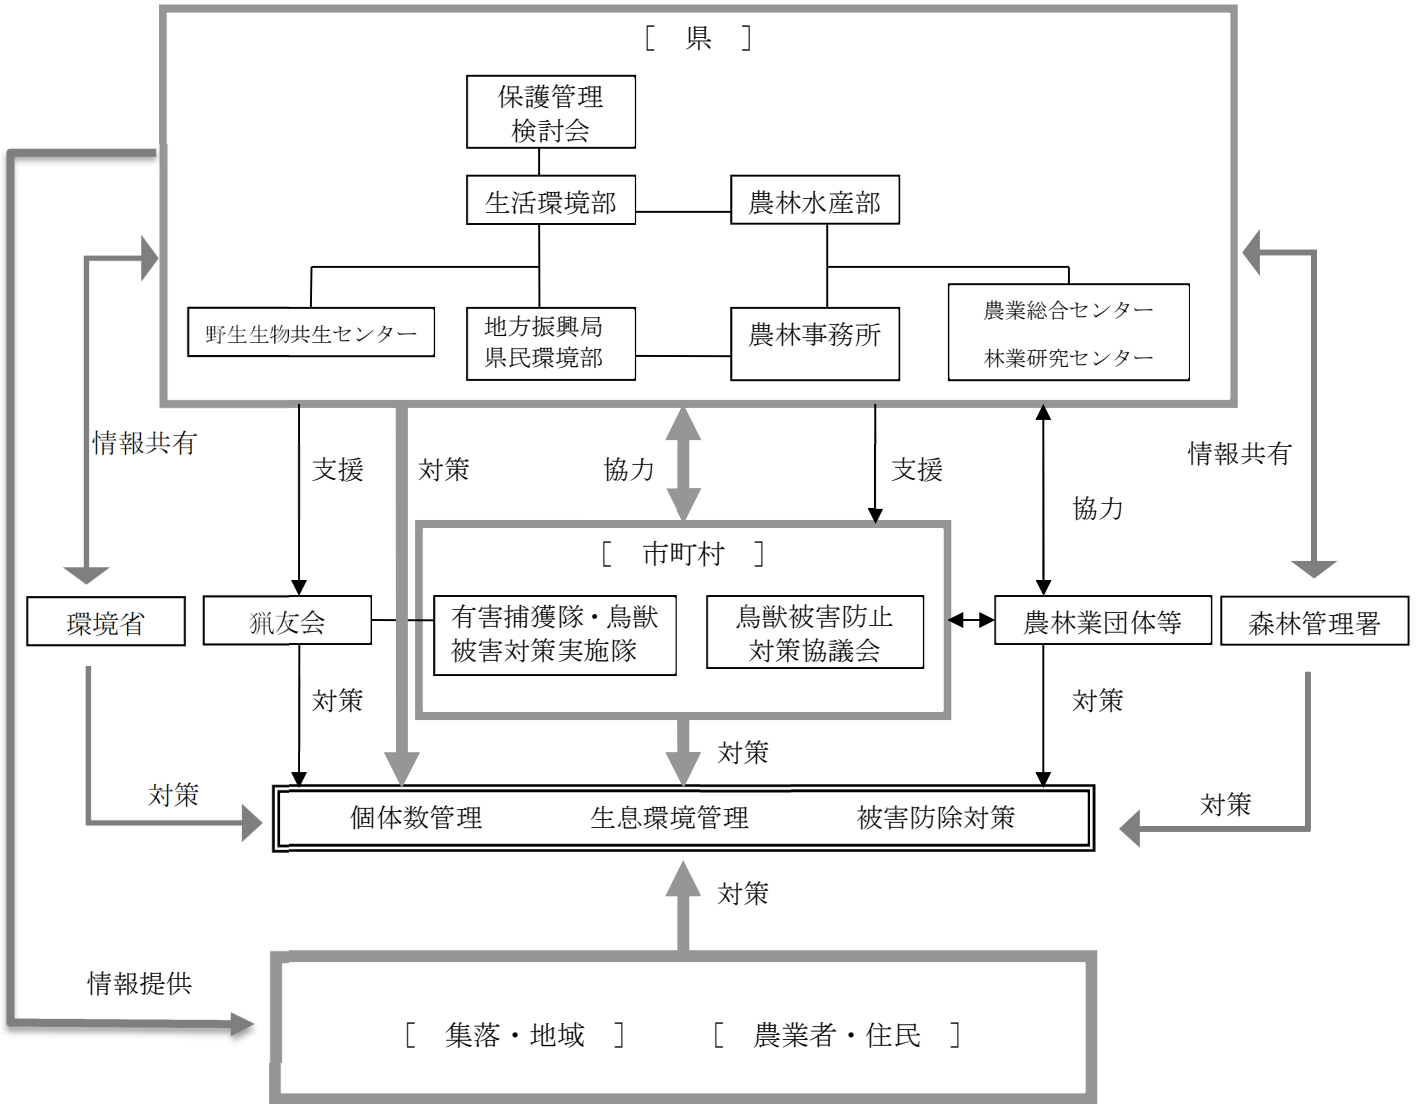 ［　県　］
保護管理
検討会
生活環境部
農林水産部
野生生物共生センター
地方振興局
県民環境部
農林事務所
農業総合センター
林業研究センター
情報共有
支援
対策
協力
支援
協力
情報共有
［　市町村　］
環境省
猟友会
有害捕獲隊・鳥獣
被害対策実施隊
鳥獣被害防止
対策協議会
農林業団体等
森林管理署
対策
対策
対策
対策
対策
個体数管理　生息環境管理　被害防除対策
対策
情報提供
［　集落・地域　］　［　農業者・住民　］